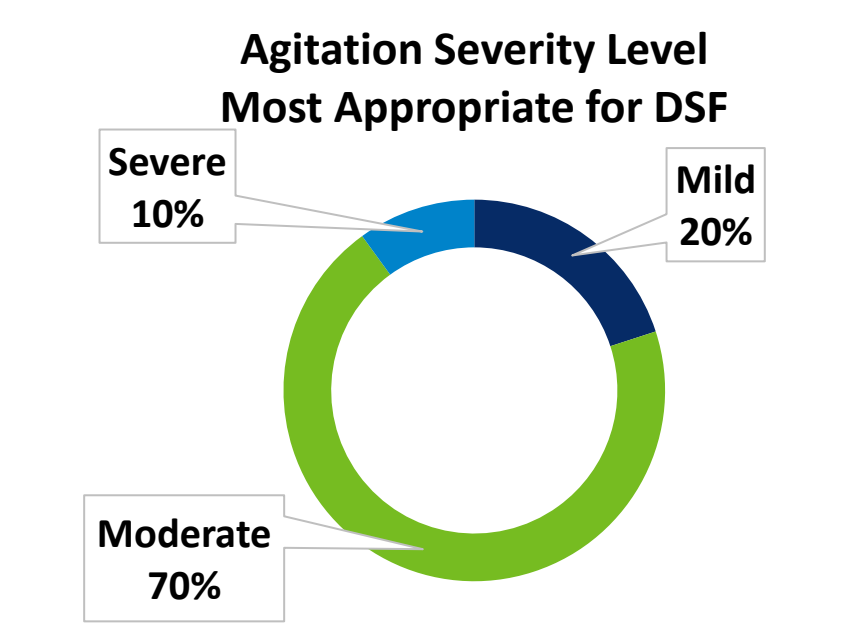 Agitation Severity Level
Most Appropriate for DSF
Severe
10%
Mild
20%
Moderate
70%